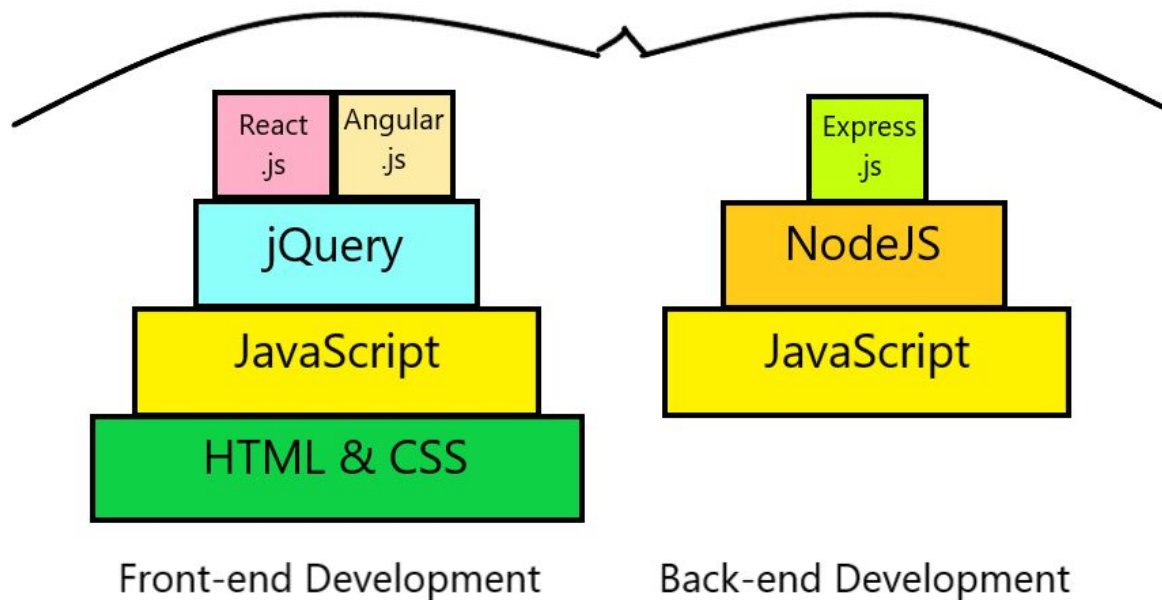 React
.js
Angular
.js
jQuery
JavaScript
HTML & CSS
Front-end Development
Express
.js
NodeJS
JavaScript
Back-end Development